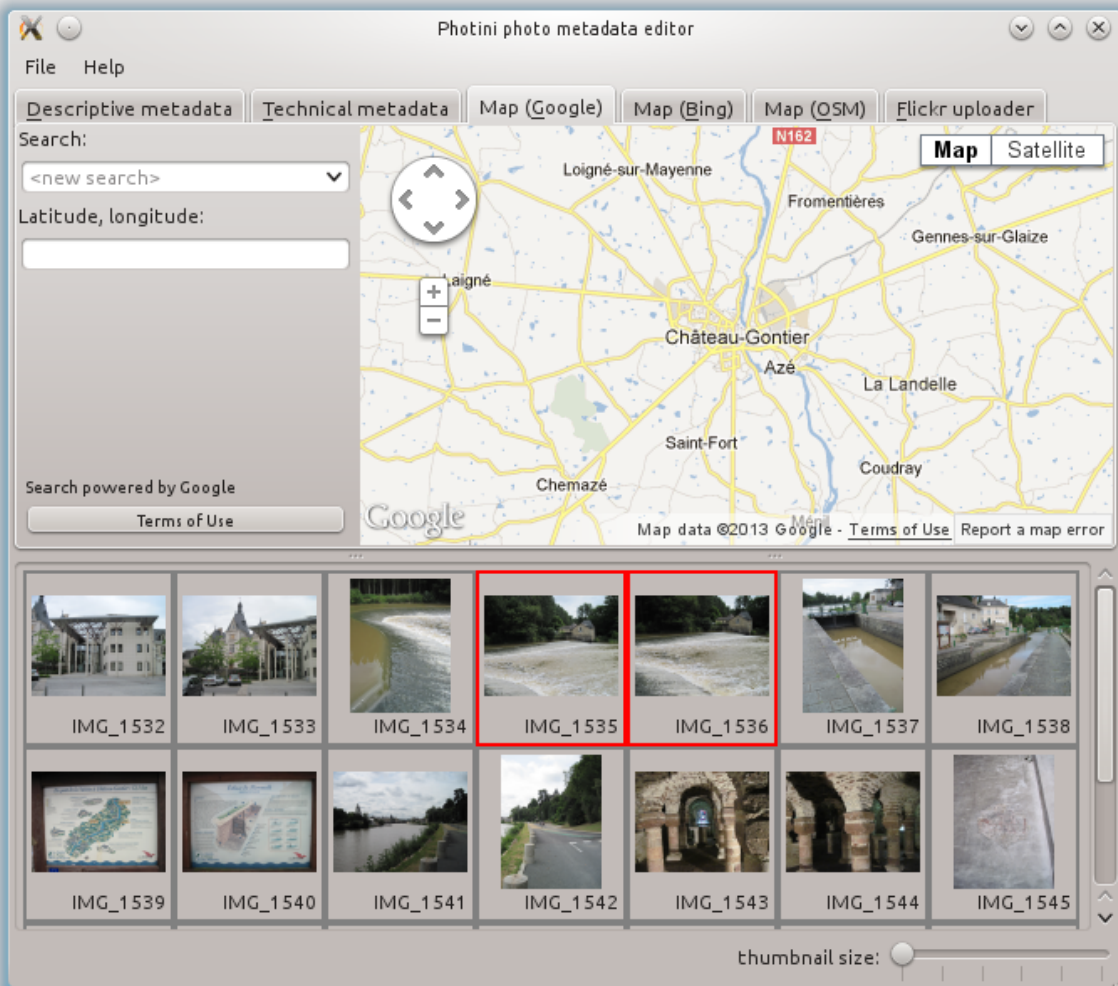 Photini photo metadata editor
File Help
Descriptive metadata Technical metadata Map (Google) Map (Bing) Map (OSM) Flickr uploader
Search:
<new search>
Latitude, longitude:
Search powered by Google
Terms of Use
N162
Map Satellite
Loigné-sur-Mayenne
Fromentières
Gennes-sur-Glaize
Laigné
+
−
Château-Gontier
Azé
La Landelle
Saint-Fort
Coudray
Chemazé
Ménil
Google
Map data ©2013 Google - Terms of Use Report a map error
IMG_1532 IMG_1533 IMG_1534 IMG_1535 IMG_1536 IMG_1537 IMG_1538
IMG_1539 IMG_1540 IMG_1541 IMG_1542 IMG_1543 IMG_1544 IMG_1545
thumbnail size: